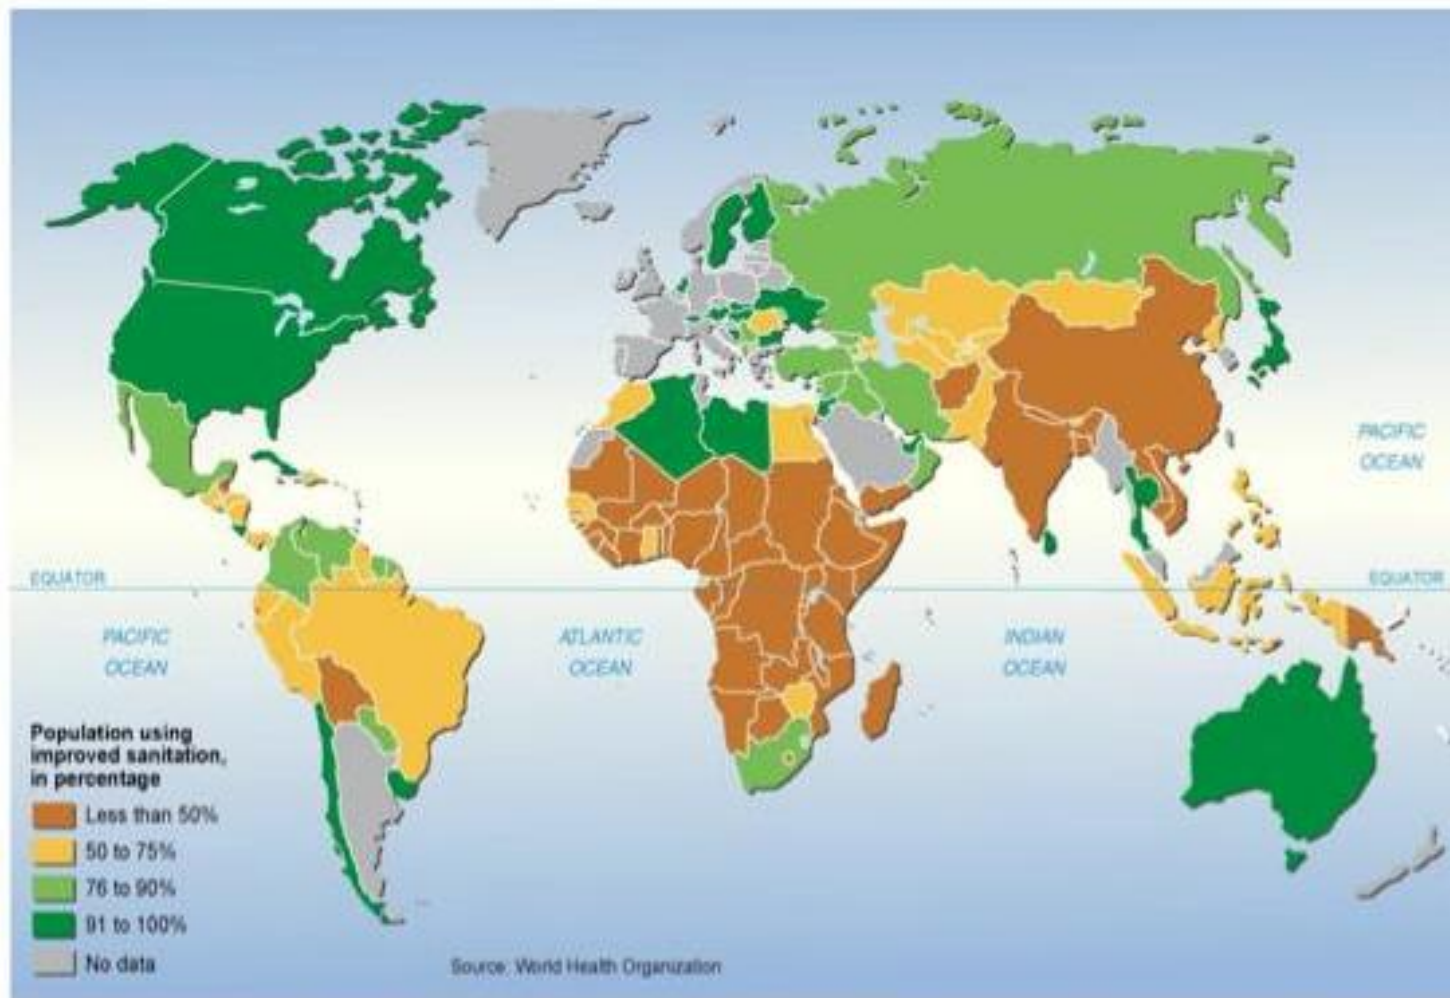 PACIFIC
OCEAN
EQUATOR
EQUATOR
PACIFIC
OCEAN
ATLANTIC
OCEAN
INDIAN
OCEAN
Population using
improved sanitation,
in percentage
Less than 50%
50 to 75%
76 to 90%
91 to 100%
No data
Source: World Health Organization